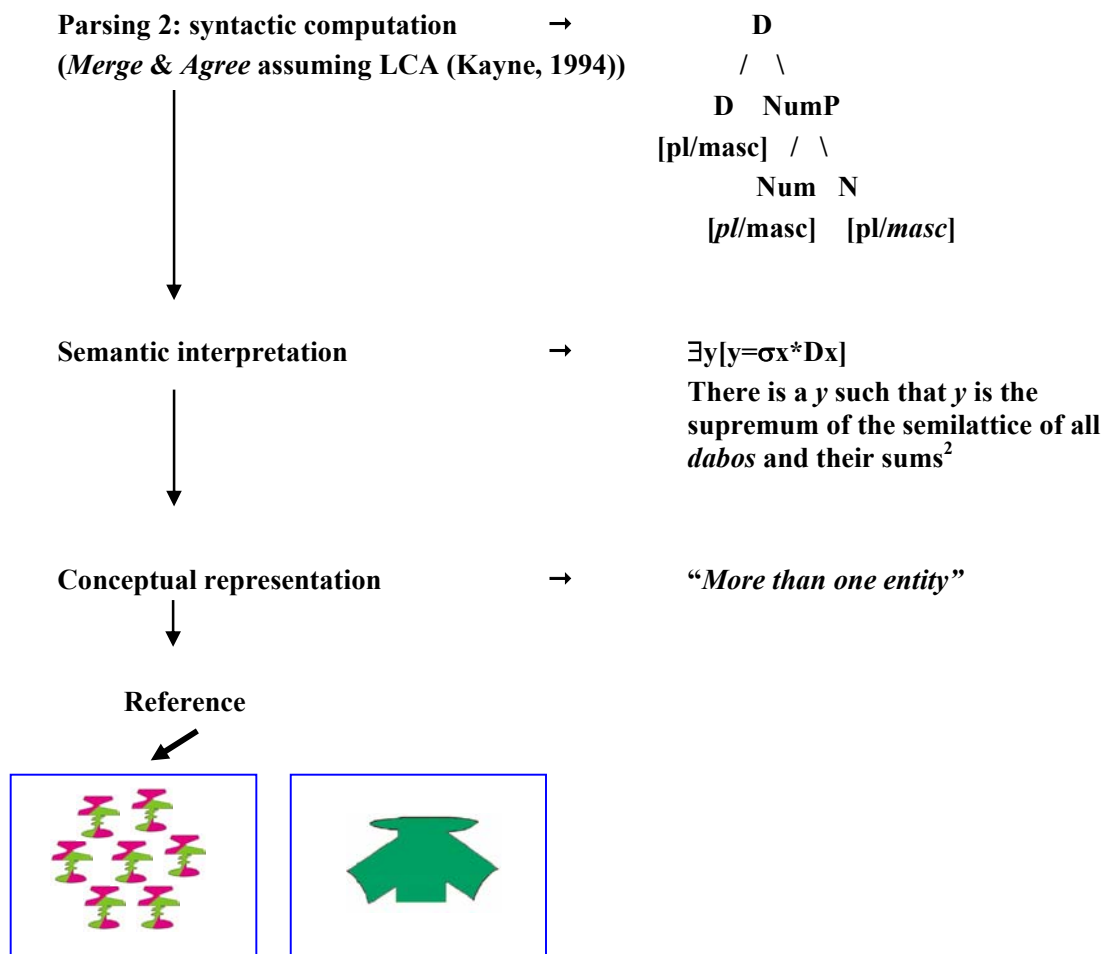 Parsing 2: syntactic computation → D
(Merge & Agree assuming LCA (Kayne, 1994)) / \
D NumP
[pl/masc] / \
Num N
[pl/masc] [pl/masc]
Semantic interpretation → ∃y[y=σx*Dx]
There is a y such that y is the
supremum of the semilattice of all
dabos and their sums²
Conceptual representation → “More than one entity”
Reference